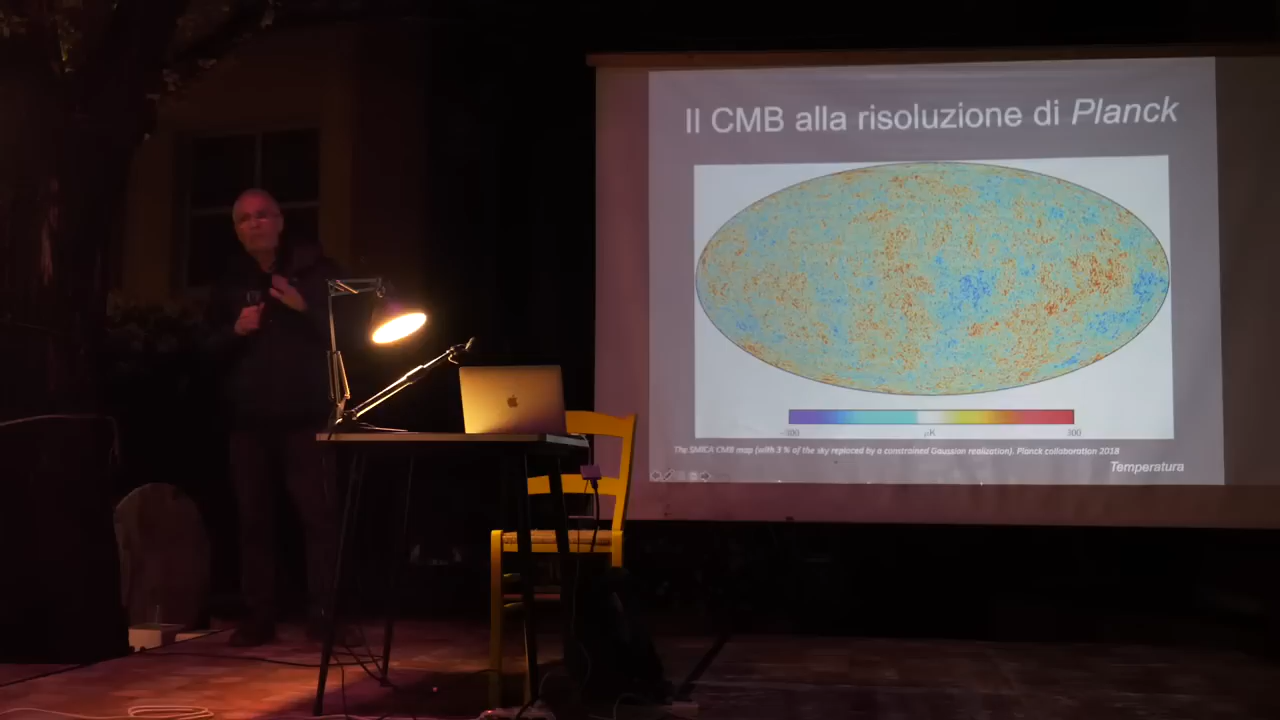 Il CMB alla risoluzione di Planck
-300 μK 300
The SMICA CMB map (with 3 % of the sky replaced by a constrained Gaussian realization). Planck collaboration 2018
Temperatura